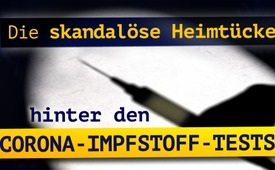 Die skandalöse Heimtücke
hinter den
CORONA-IMPFSTOFF-TESTS